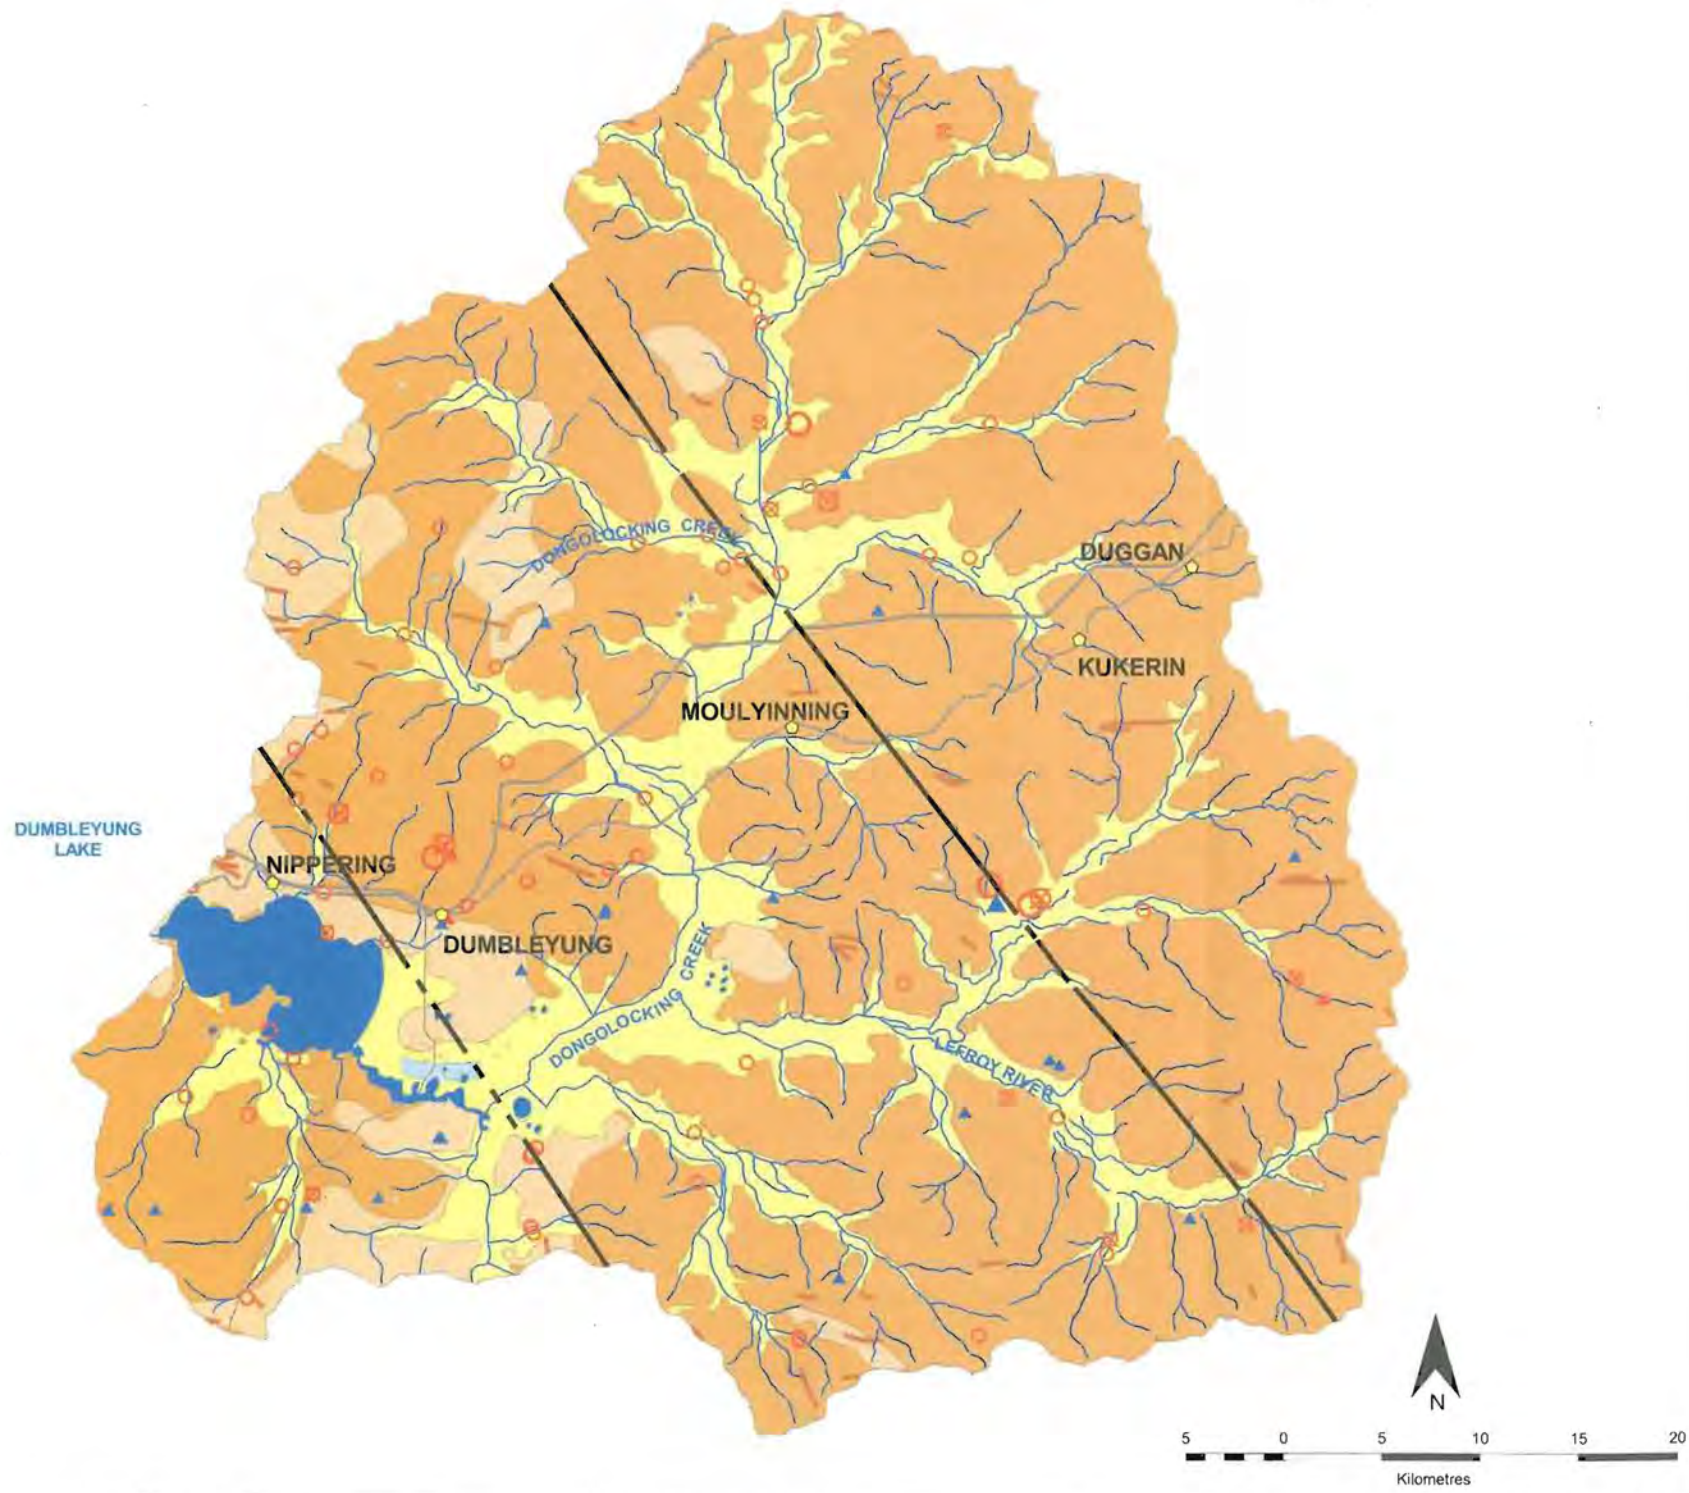 DONGOLOCKING CREEK
DUGGAN
KUKERIN
MOULYINNING
DUMBLEYUNG
LAKE
NIPPERING
DUMBLEYUNG
DONGOLOCKING CREEK
LEFROY RIVER
N
5 0 5 10 15 20
Kilometres